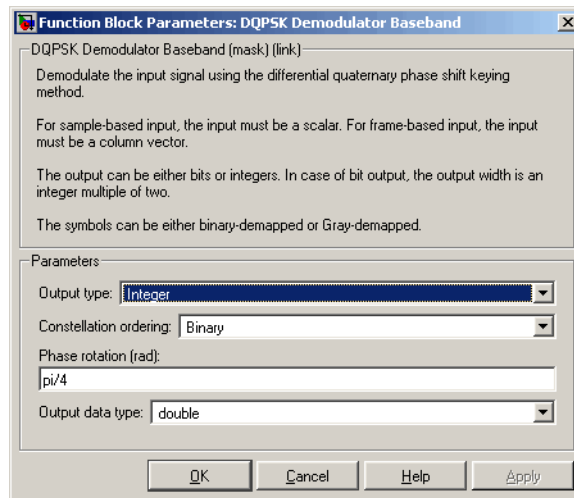 Function Block Parameters: DQPSK Demodulator Baseband
DQPSK Demodulator Baseband (mask) (link)
Demodulate the input signal using the differential quaternary phase shift keying
method.
For sample-based input, the input must be a scalar. For frame-based input, the input
must be a column vector.
The output can be either bits or integers. In case of bit output, the output width is an
integer multiple of two.
The symbols can be either binary-demapped or Gray-demapped.
Parameters
Output type: Integer
Constellation ordering: Binary
Phase rotation (rad):
pi/4
Output data type: double
OK Cancel Help Apply